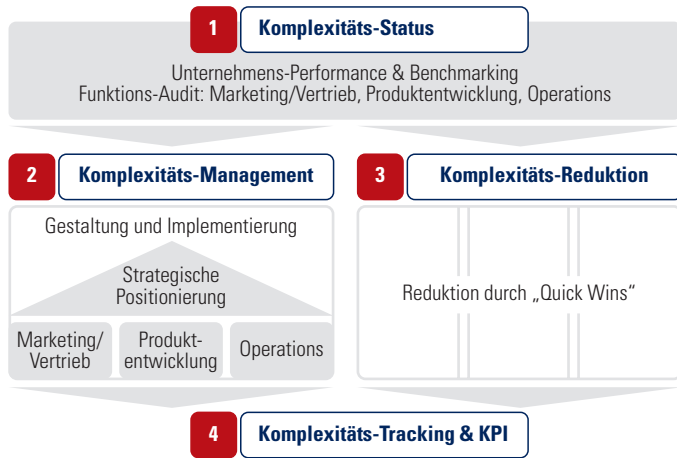 1 Komplexitäts-Status
Unternehmens-Performance & Benchmarking
Funktions-Audit: Marketing/Vertrieb, Produktentwicklung, Operations
2 Komplexitäts-Management
Gestaltung und Implementierung
Strategische
Positionierung
Marketing/
Vertrieb
Produkt-
entwicklung
Operations
3 Komplexitäts-Reduktion
Reduktion durch „Quick Wins“
4 Komplexitäts-Tracking & KPI